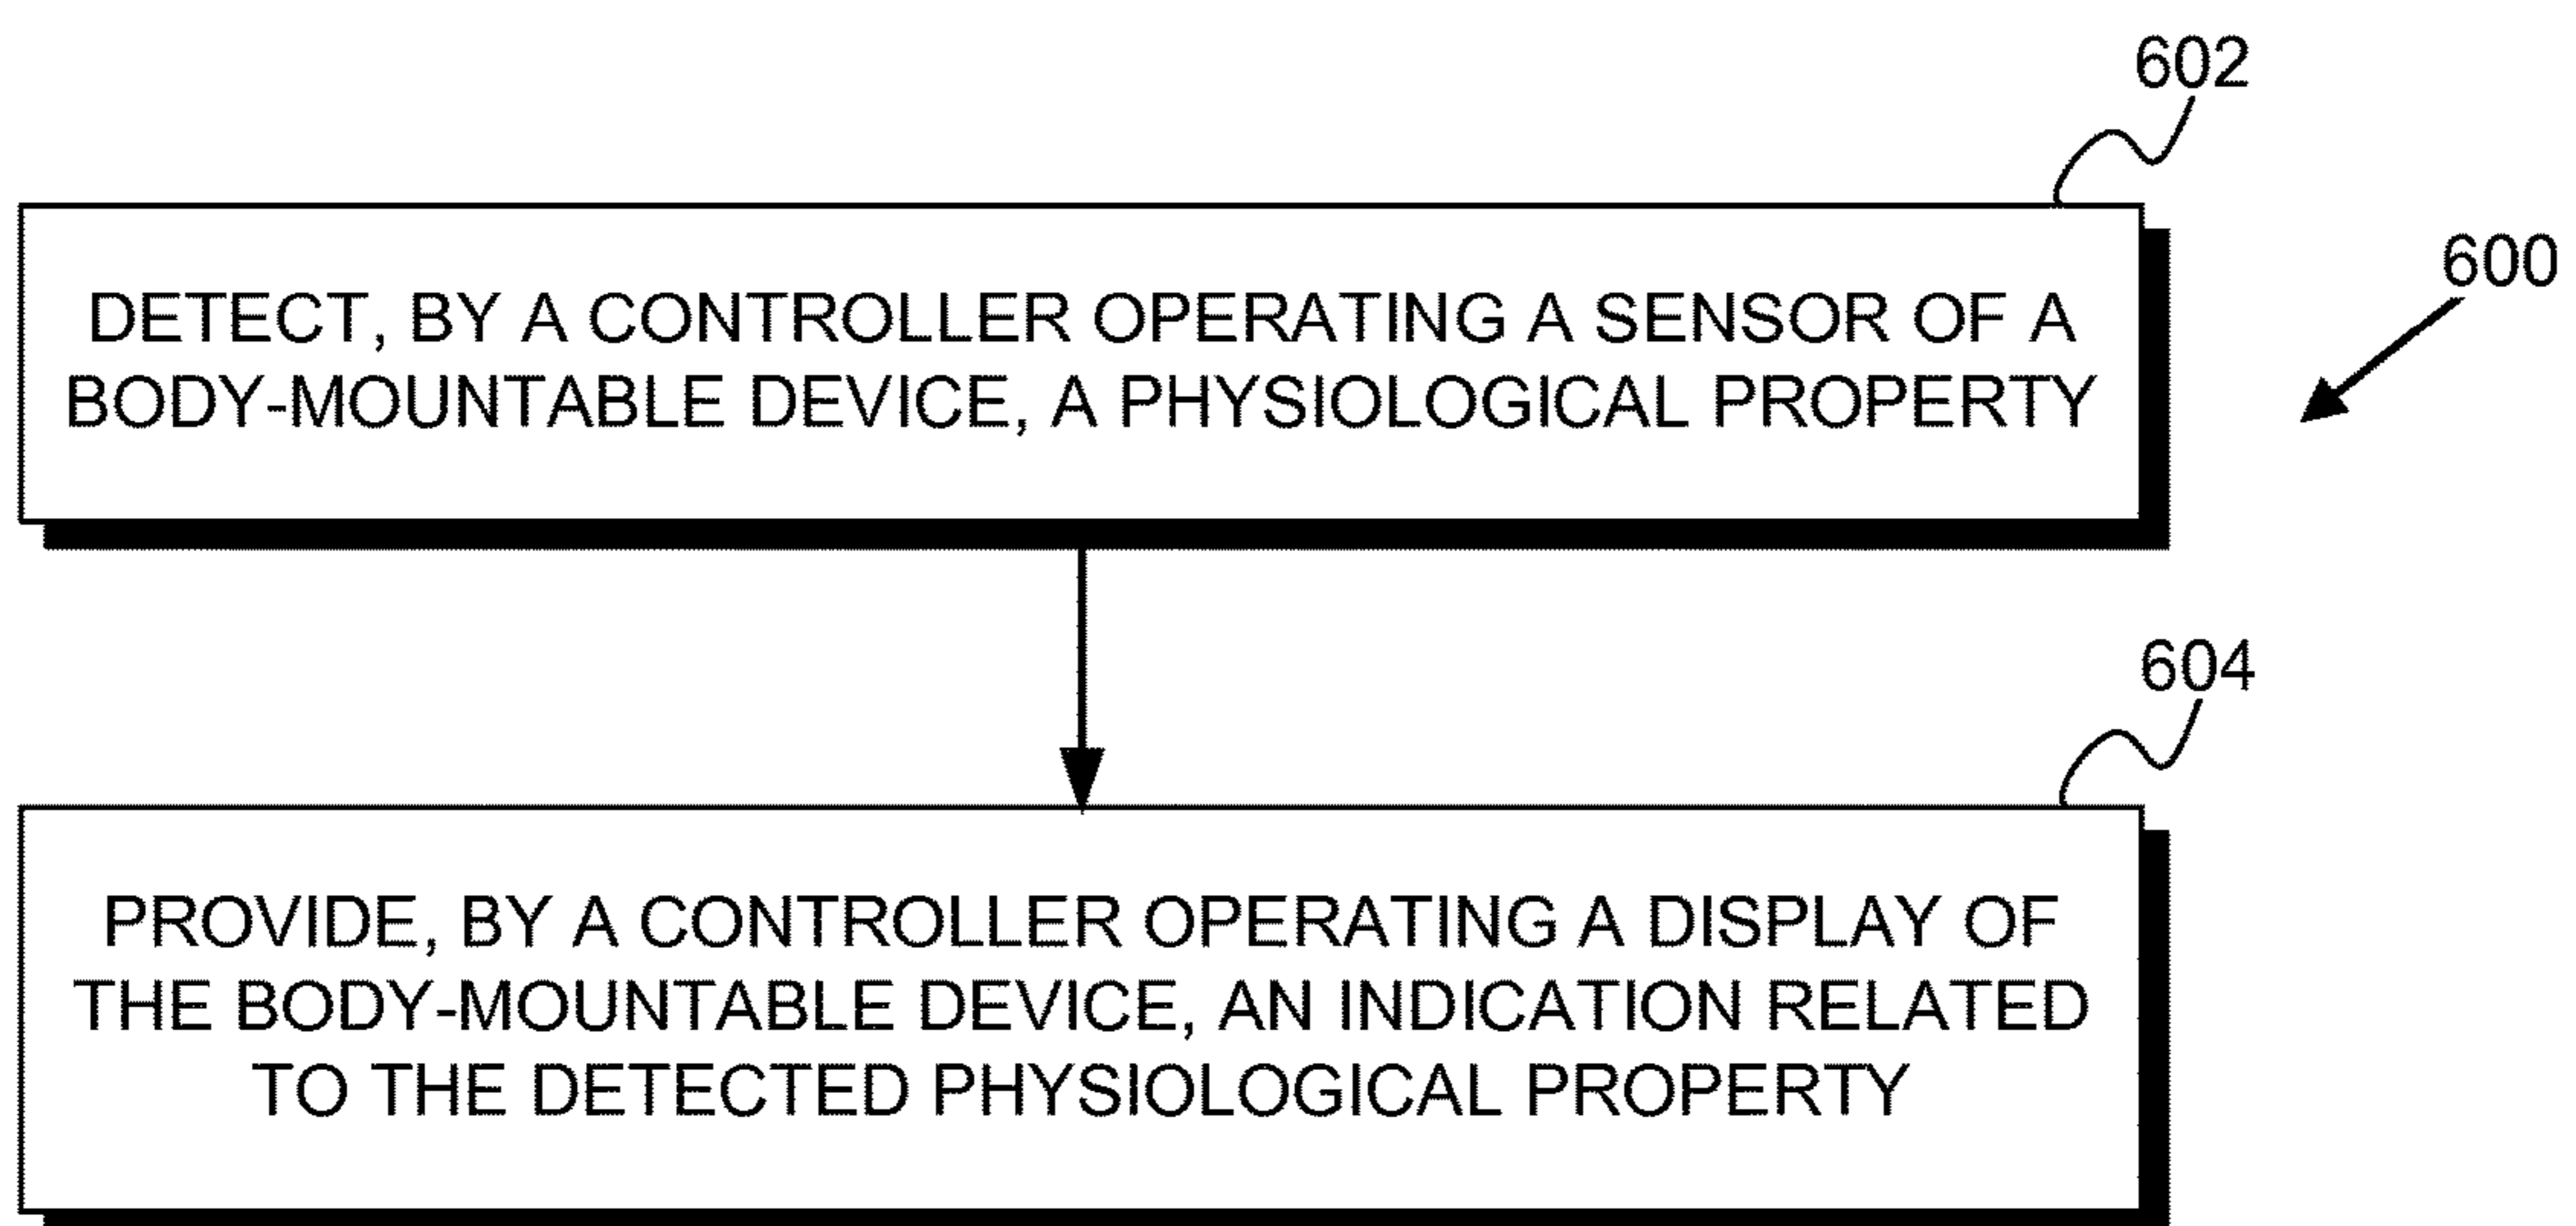 602
600
DETECT, BY A CONTROLLER OPERATING A SENSOR OF A
BODY-MOUNTABLE DEVICE, A PHYSIOLOGICAL PROPERTY
604
PROVIDE, BY A CONTROLLER OPERATING A DISPLAY OF
THE BODY-MOUNTABLE DEVICE, AN INDICATION RELATED
TO THE DETECTED PHYSIOLOGICAL PROPERTY